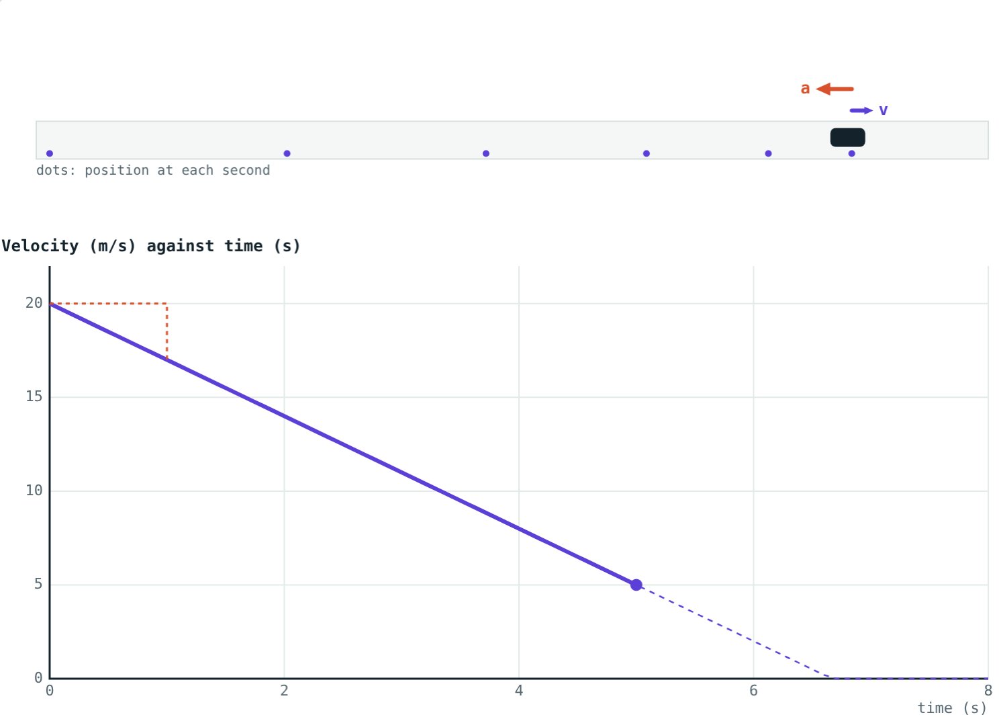 a
v
dots: position at each second
Velocity (m/s) against time (s)
20
15
10
5
0
0 2 4 6 8
time (s)